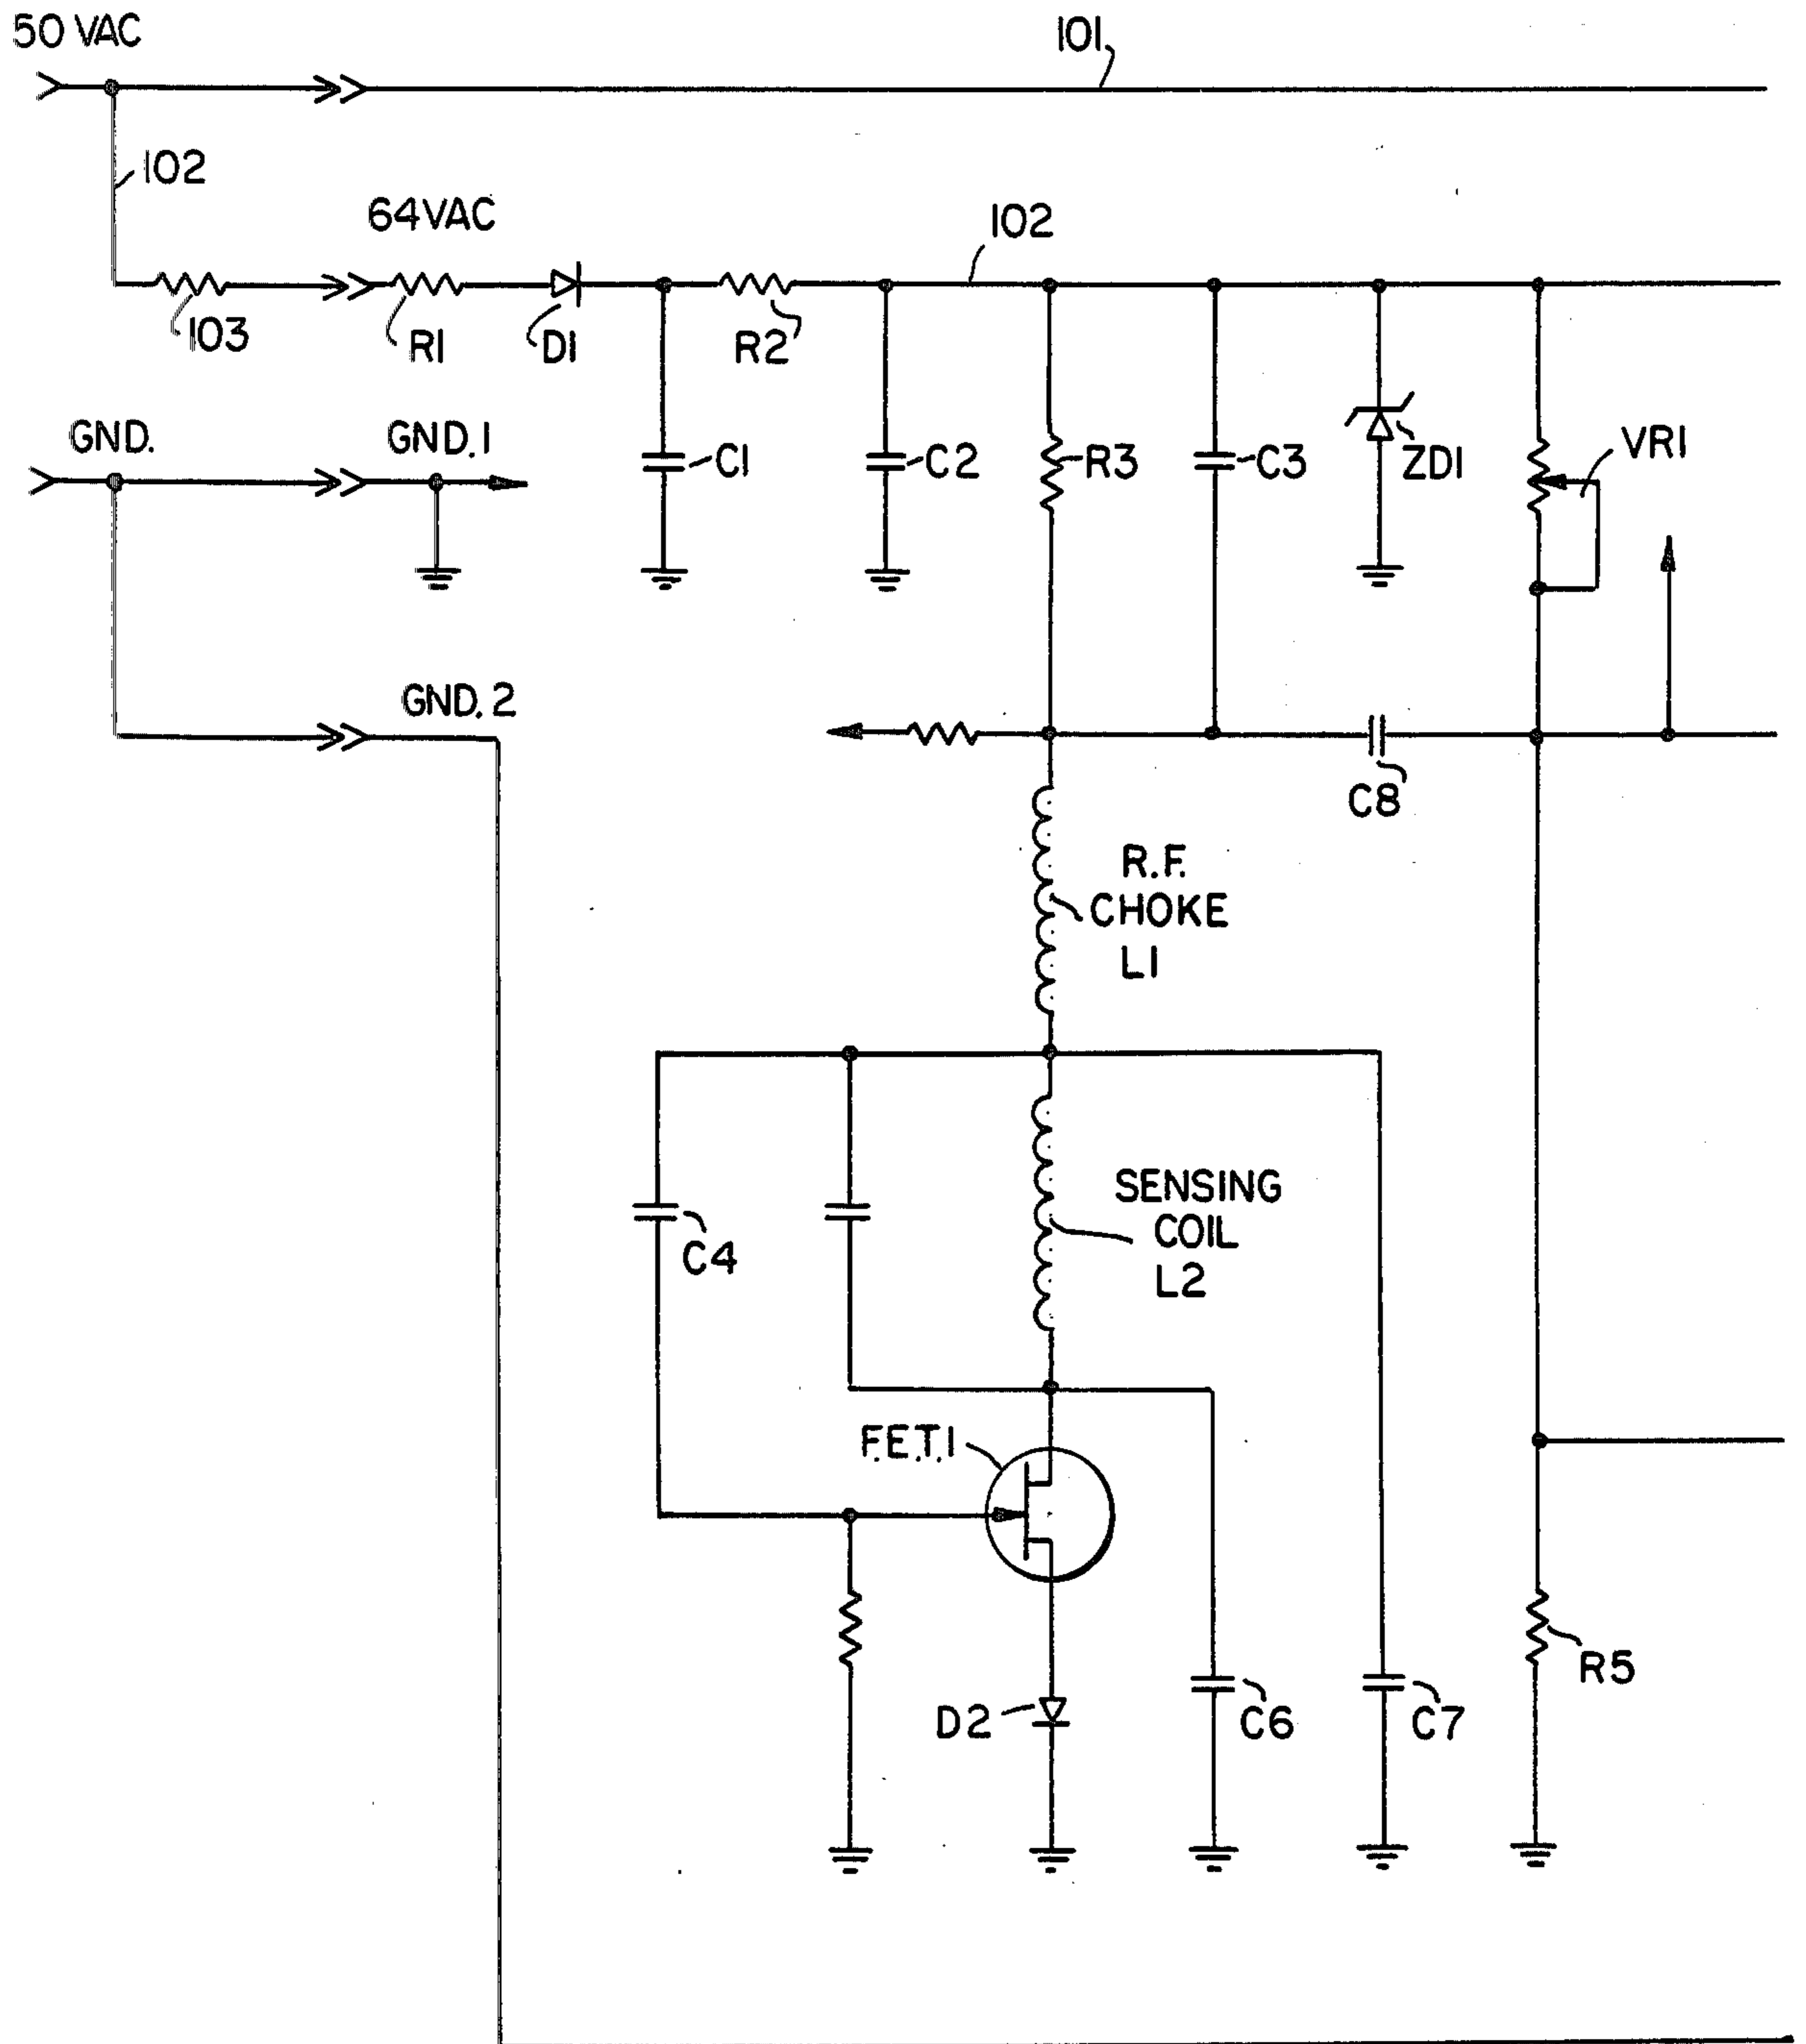 50 VAC
101
102
64VAC
102
103
R1
D1
R2
GND.
GND. 1
C1
C2
R3
C3
ZD1
VR1
GND. 2
C8
R.F.
CHOKE
L1
SENSING
COIL
L2
C4
F.E.T.1
D2
C6
C7
R5